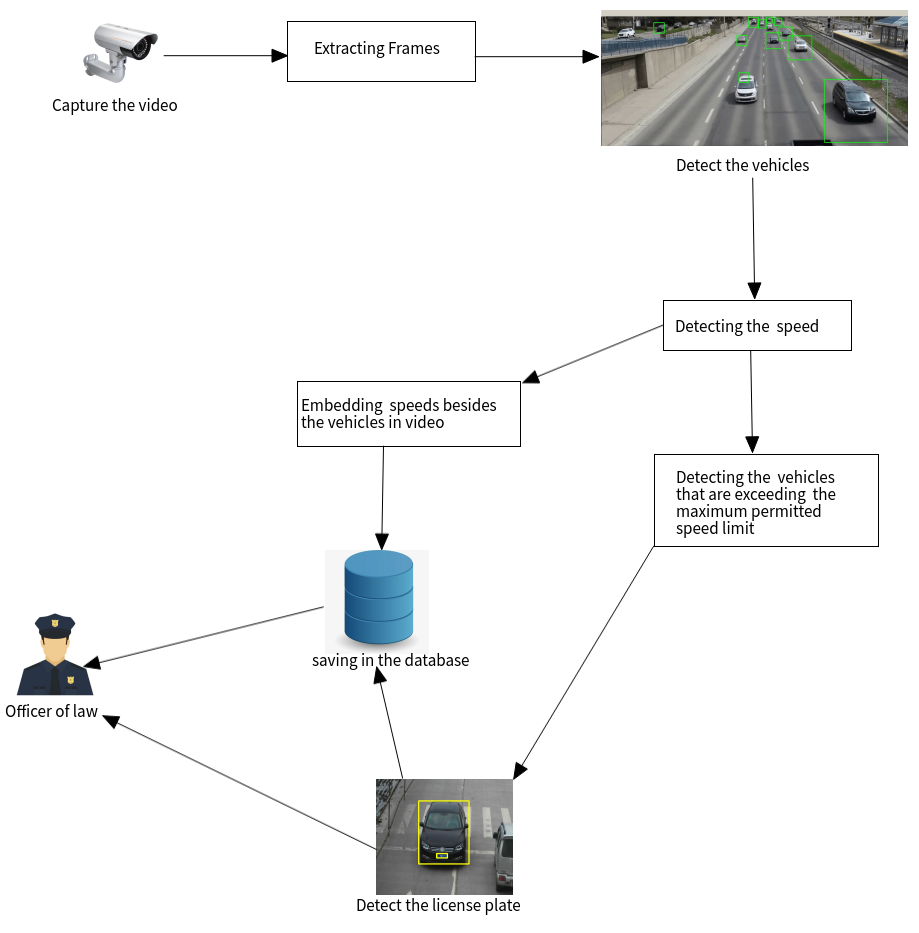 Capture the video
Extracting Frames
Detect the vehicles
Detecting the  speed
Embedding  speeds besides
the vehicles in video
Detecting the  vehicles
that are exceeding  the
maximum permitted
speed limit
saving in the database
Officer of law
Detect the license plate